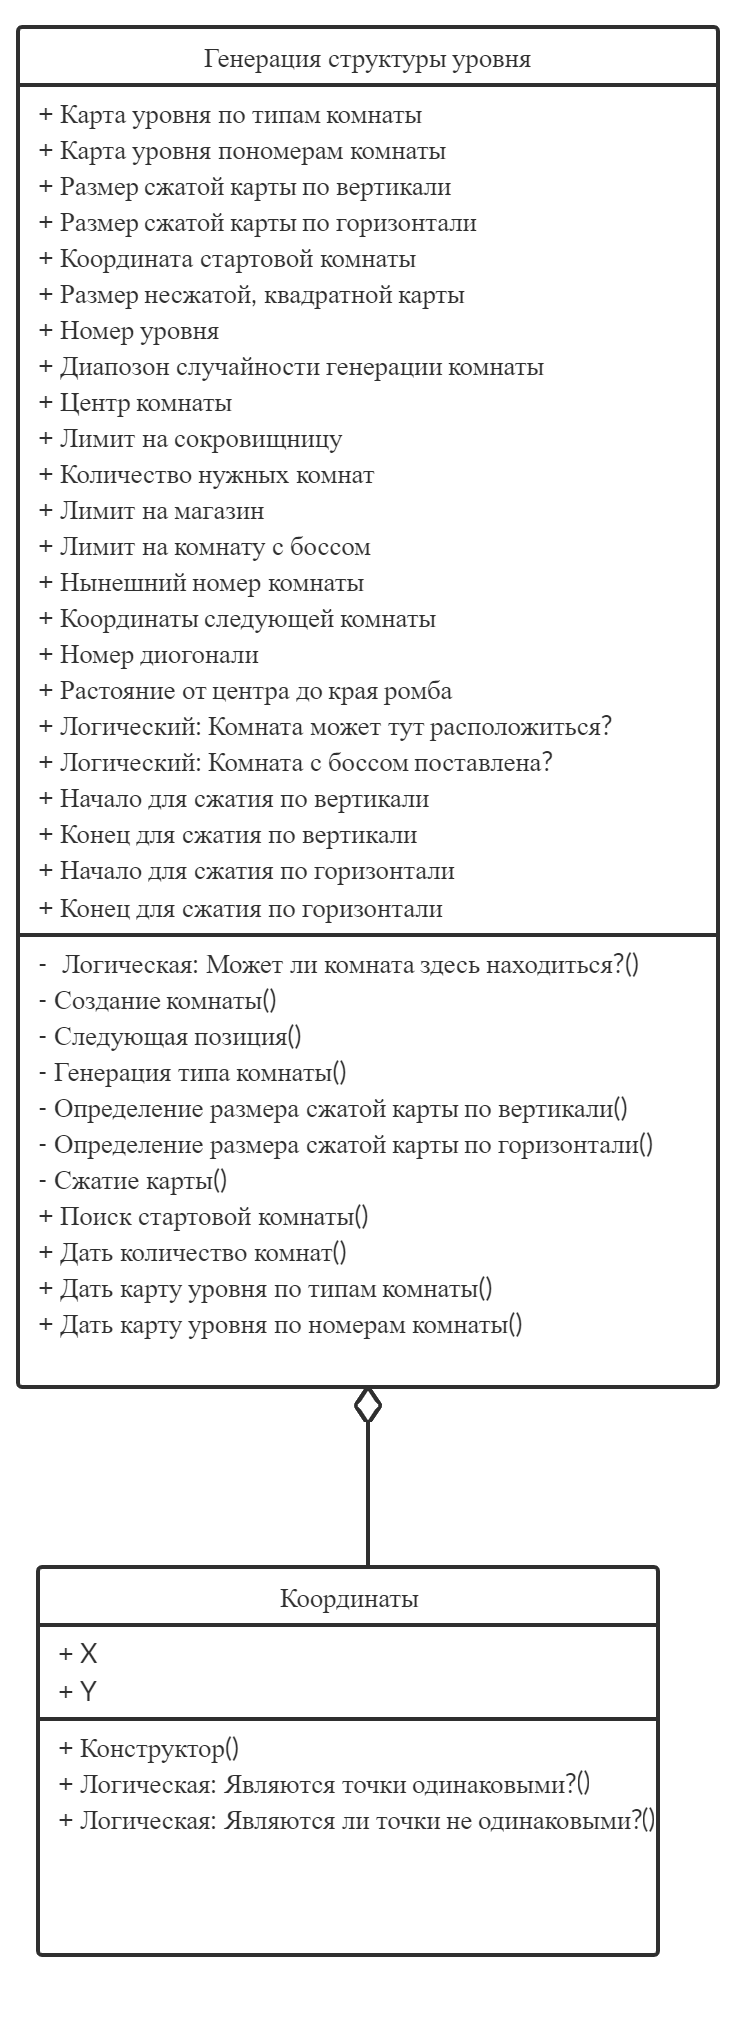 Генерация структуры уровня
+ Карта уровня по типам комнаты
+ Карта уровня пономерам комнаты
+ Размер сжатой карты по вертикали
+ Размер сжатой карты по горизонтали
+ Координата стартовой комнаты
+ Размер несжатой, квадратной карты
+ Номер уровня
+ Диапозон случайности генерации комнаты
+ Центр комнаты
+ Лимит на сокровищницу
+ Количество нужных комнат
+ Лимит на магазин
+ Лимит на комнату с боссом
+ Нынешний номер комнаты
+ Координаты следующей комнаты
+ Номер диогонали
+ Растояние от центра до края ромба
+ Логический: Комната может тут расположиться?
+ Логический: Комната с боссом поставлена?
+ Начало для сжатия по вертикали
+ Конец для сжатия по вертикали
+ Начало для сжатия по горизонтали
+ Конец для сжатия по горизонтали
- Логическая: Может ли комната здесь находиться?()
- Создание комнаты()
- Следующая позиция()
- Генерация типа комнаты()
- Определение размера сжатой карты по вертикали()
- Определение размера сжатой карты по горизонтали()
- Сжатие карты()
+ Поиск стартовой комнаты()
+ Дать количество комнат()
+ Дать карту уровня по типам комнаты()
+ Дать карту уровня по номерам комнаты()
Координаты
+ X
+ Y
+ Конструктор()
+ Логическая: Являются точки одинаковыми?()
+ Логическая: Являются ли точки не одинаковыми?()